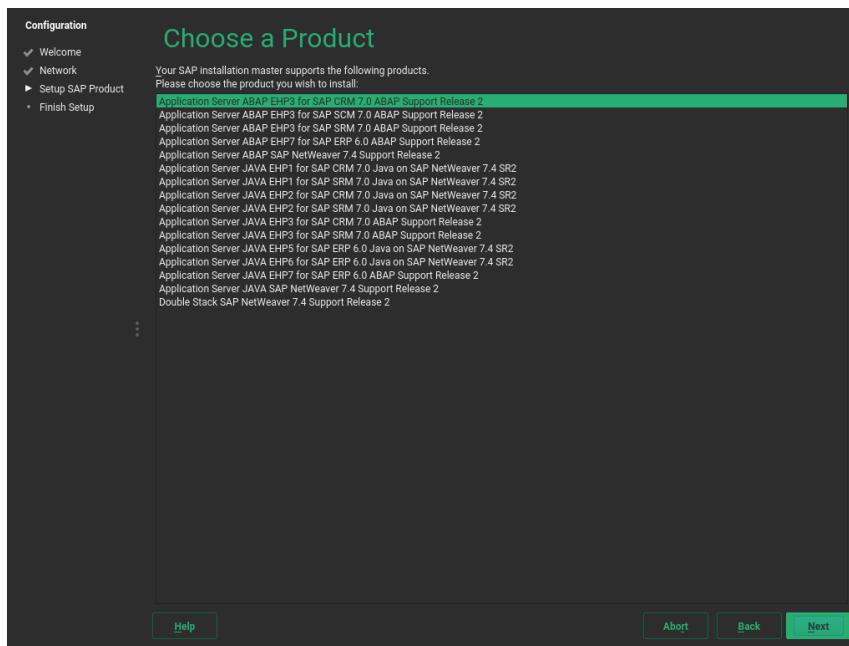 Configuration
Welcome
Network
Setup SAP Product
Finish Setup
Choose a Product
Your SAP installation master supports the following products.
Please choose the product you wish to install:
Application Server ABAP EHP3 for SAP CRM 7.0 ABAP Support Release 2
Application Server ABAP EHP3 for SAP SCM 7.0 ABAP Support Release 2
Application Server ABAP EHP3 for SAP SRM 7.0 ABAP Support Release 2
Application Server ABAP EHP7 for SAP ERP 6.0 ABAP Support Release 2
Application Server ABAP SAP NetWeaver 7.4 Support Release 2
Application Server JAVA EHP1 for SAP CRM 7.0 Java on SAP NetWeaver 7.4 SR2
Application Server JAVA EHP1 for SAP SRM 7.0 Java on SAP NetWeaver 7.4 SR2
Application Server JAVA EHP2 for SAP CRM 7.0 Java on SAP NetWeaver 7.4 SR2
Application Server JAVA EHP2 for SAP SRM 7.0 Java on SAP NetWeaver 7.4 SR2
Application Server JAVA EHP3 for SAP CRM 7.0 ABAP Support Release 2
Application Server JAVA EHP3 for SAP SRM 7.0 ABAP Support Release 2
Application Server JAVA EHP5 for SAP ERP 6.0 Java on SAP NetWeaver 7.4 SR2
Application Server JAVA EHP6 for SAP ERP 6.0 Java on SAP NetWeaver 7.4 SR2
Application Server JAVA EHP7 for SAP ERP 6.0 ABAP Support Release 2
Application Server JAVA SAP NetWeaver 7.4 Support Release 2
Double Stack SAP NetWeaver 7.4 Support Release 2
Help
Abort
Back
Next